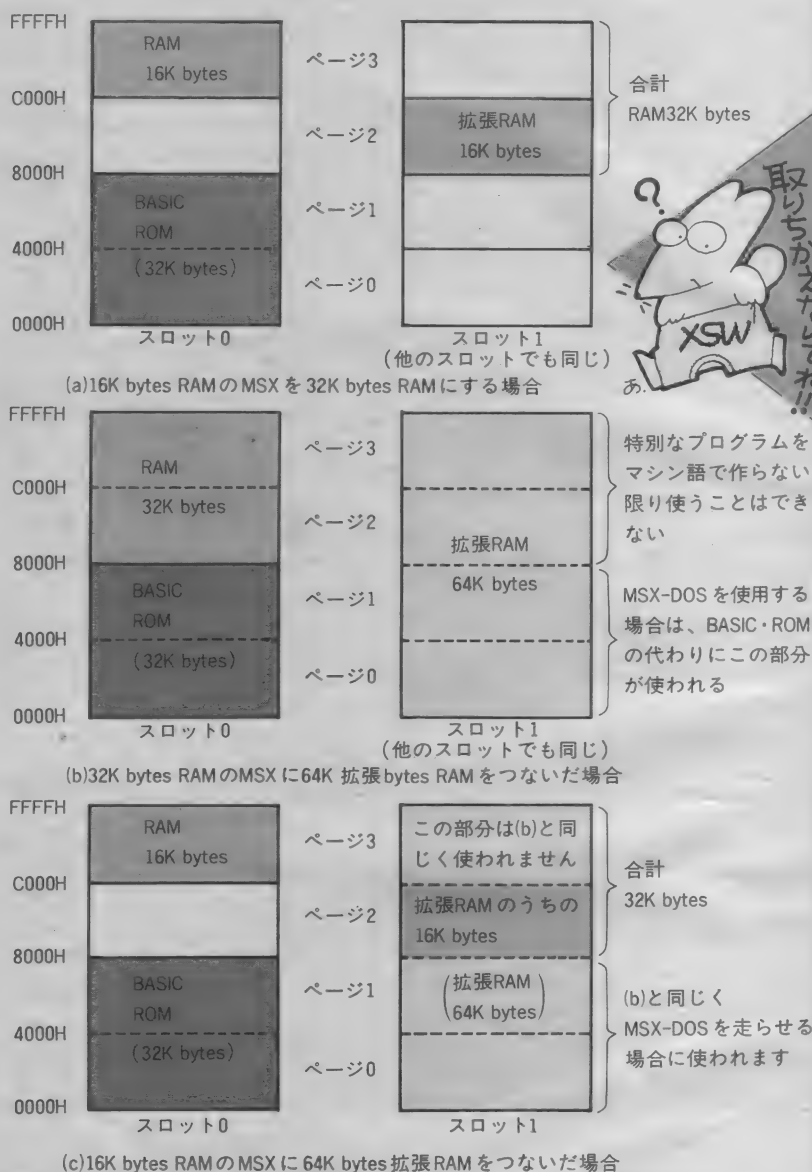 FFFFH
RAM
16K bytes
ページ3
合計
RAM32K bytes
C000H
ページ2
拡張RAM
16K bytes
8000H
BASIC
ROM
(32K bytes)
ページ1
4000H
ページ0
0000H
スロット0
スロット1
(他のスロットでも同じ)
?
MSX
あ.
(a)16K bytes RAMのMSXを32K bytes RAMにする場合
FFFFH
RAM
32K bytes
ページ3
特別なプログラムを
マシン語で作らない
限り使うことはでき
ない
C000H
ページ2
拡張RAM
64K bytes
8000H
BASIC
ROM
(32K bytes)
ページ1
MSX-DOSを使用する
場合は、BASIC・ROM
の代わりにこの部分
が使われる
4000H
ページ0
0000H
スロット0
スロット1
(他のスロットでも同じ)
(b)32K bytes RAMのMSXに64K 拡張bytes RAMをつないだ場合
FFFFH
RAM
16K bytes
ページ3
この部分は(b)と同
じく使われません
合計
32K bytes
C000H
ページ2
拡張RAMのうちの
16K bytes
8000H
BASIC
ROM
(32K bytes)
ページ1
(拡張RAM
64K bytes)
(b)と同じく
MSX-DOSを走らせる
場合に使われます
4000H
ページ0
0000H
スロット0
スロット1
(c)16K bytes RAMのMSXに64K bytes拡張RAMをつないだ場合